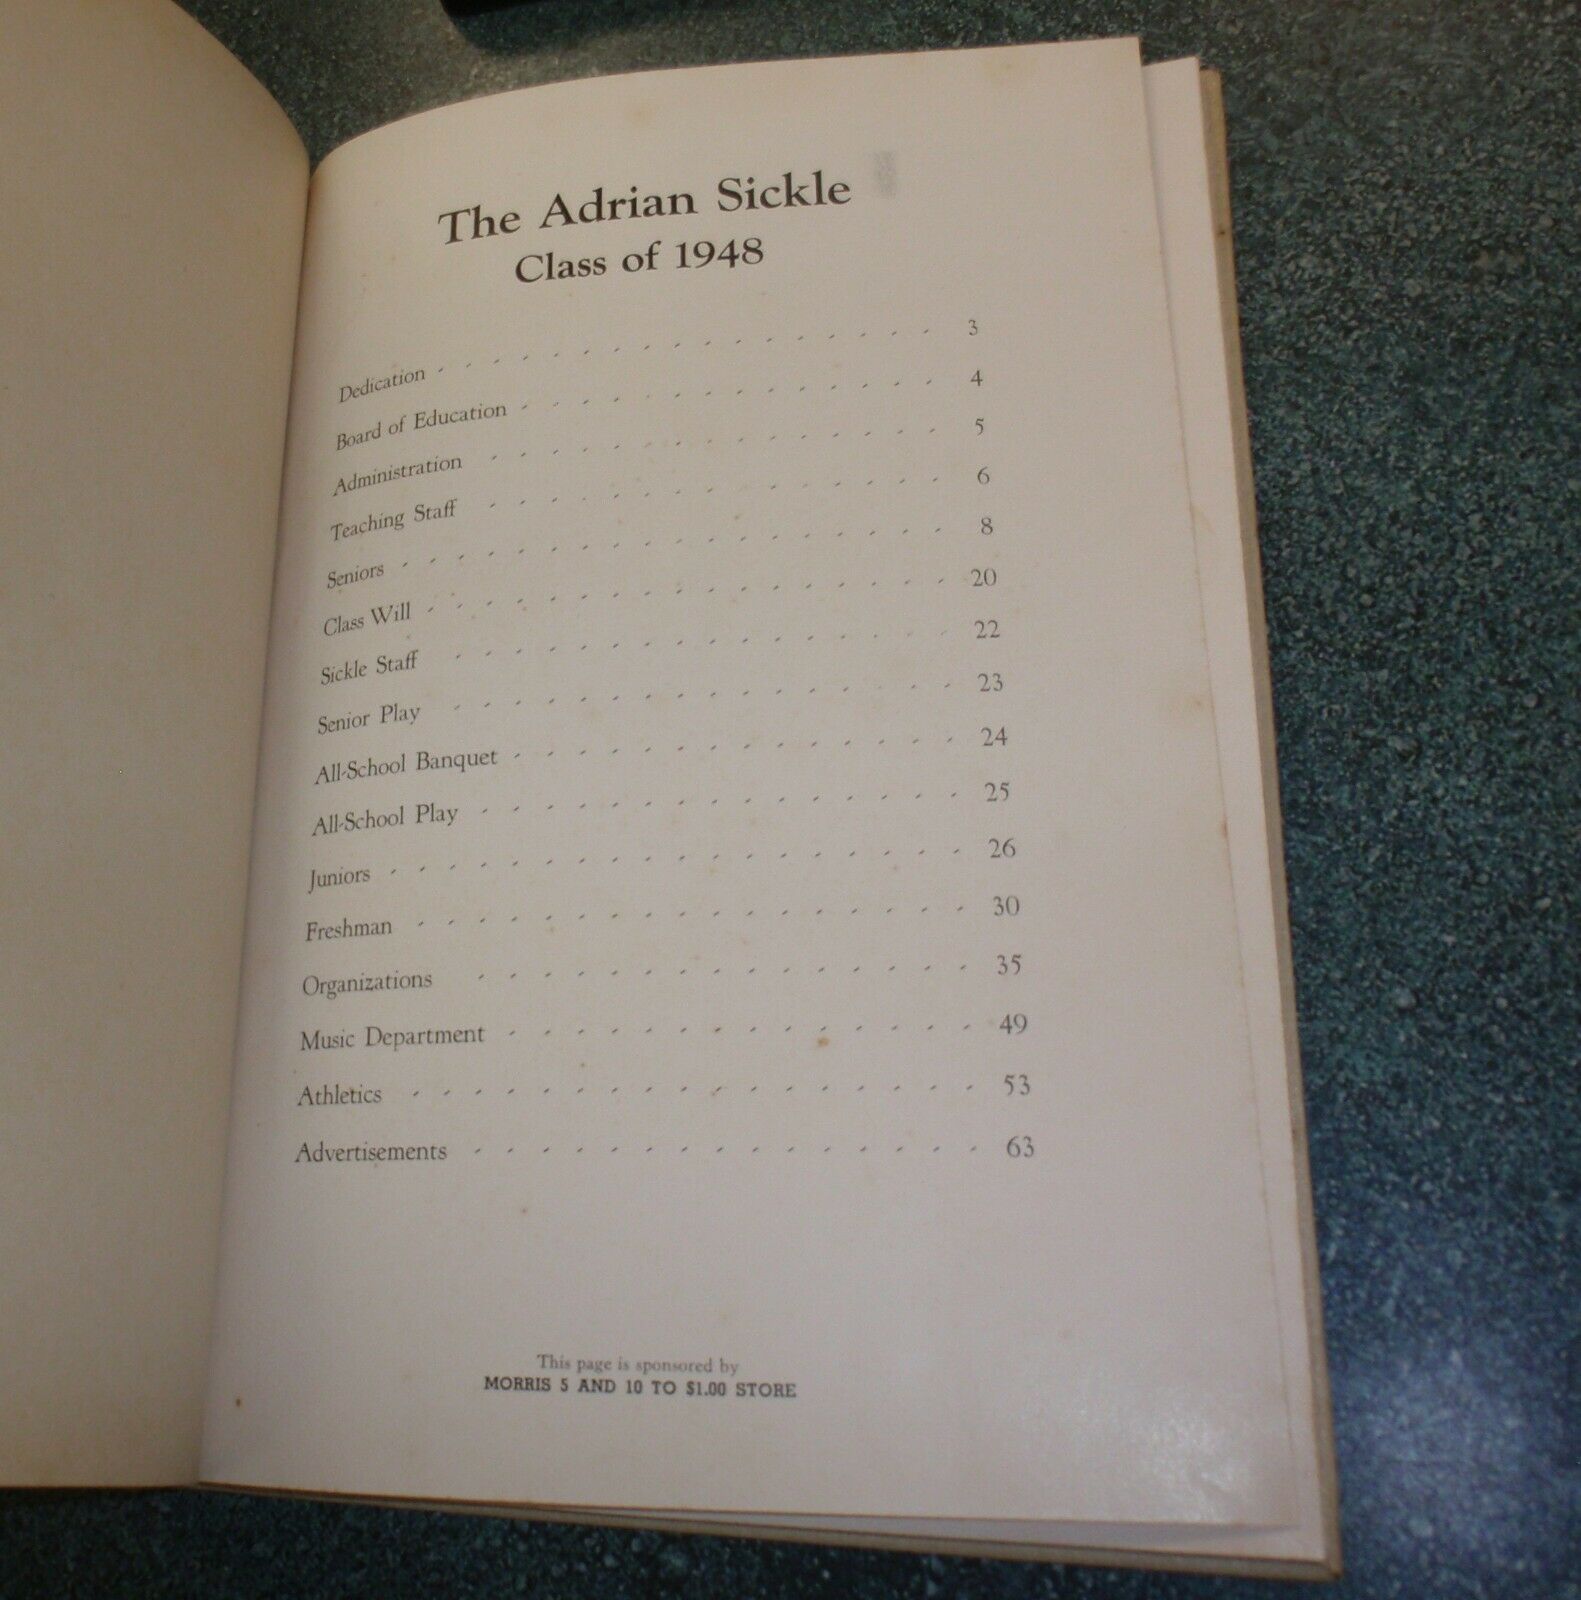 The Adrian Sickle
Class of 1948
Dedication 3
Board of Education 4
Administration 5
Teaching Staff 6
Seniors 8
Class Will 20
Sickle Staff 22
Senior Play 23
All-School Banquet 24
All-School Play 25
Juniors 26
Freshman 30
Organizations 35
Music Department 49
Athletics 53
Advertisements 63
This page is sponsored by
MORRIS 5 AND 10 TO $1.00 STORE